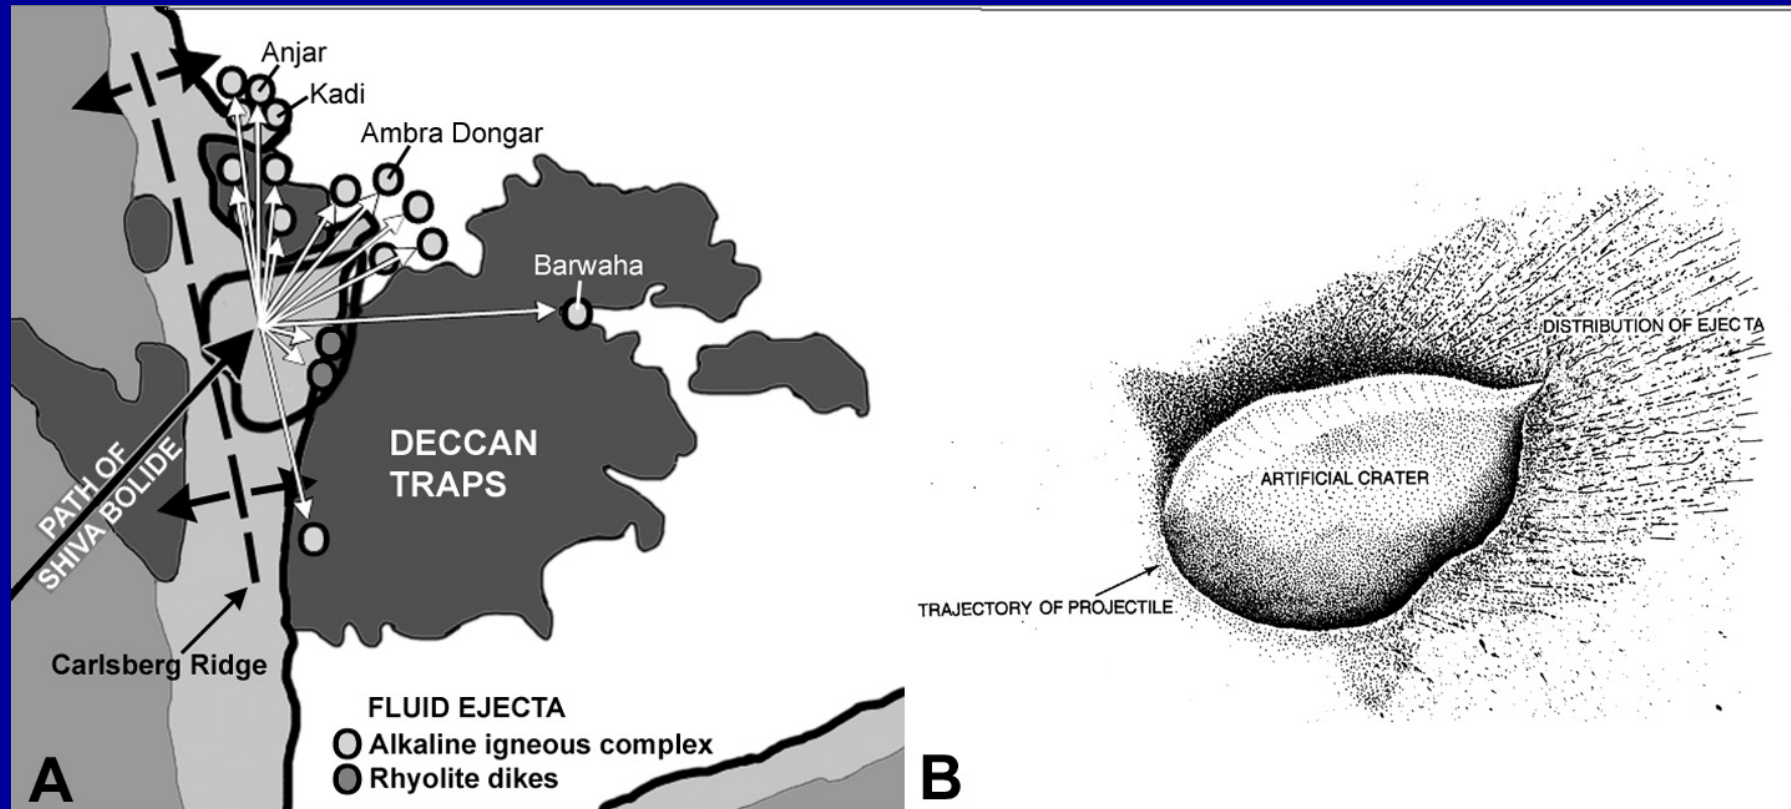 Anjar
Kadi
Ambra Dongar
Barwaha
DECCAN
TRAPS
PATH OF
SHIVA BOLIDE
Carlsberg Ridge
FLUID EJECTA
Alkaline igneous complex
Rhyolite dikes
A
DISTRIBUTION OF EJECTA
ARTIFICIAL CRATER
TRAJECTORY OF PROJECTILE
B